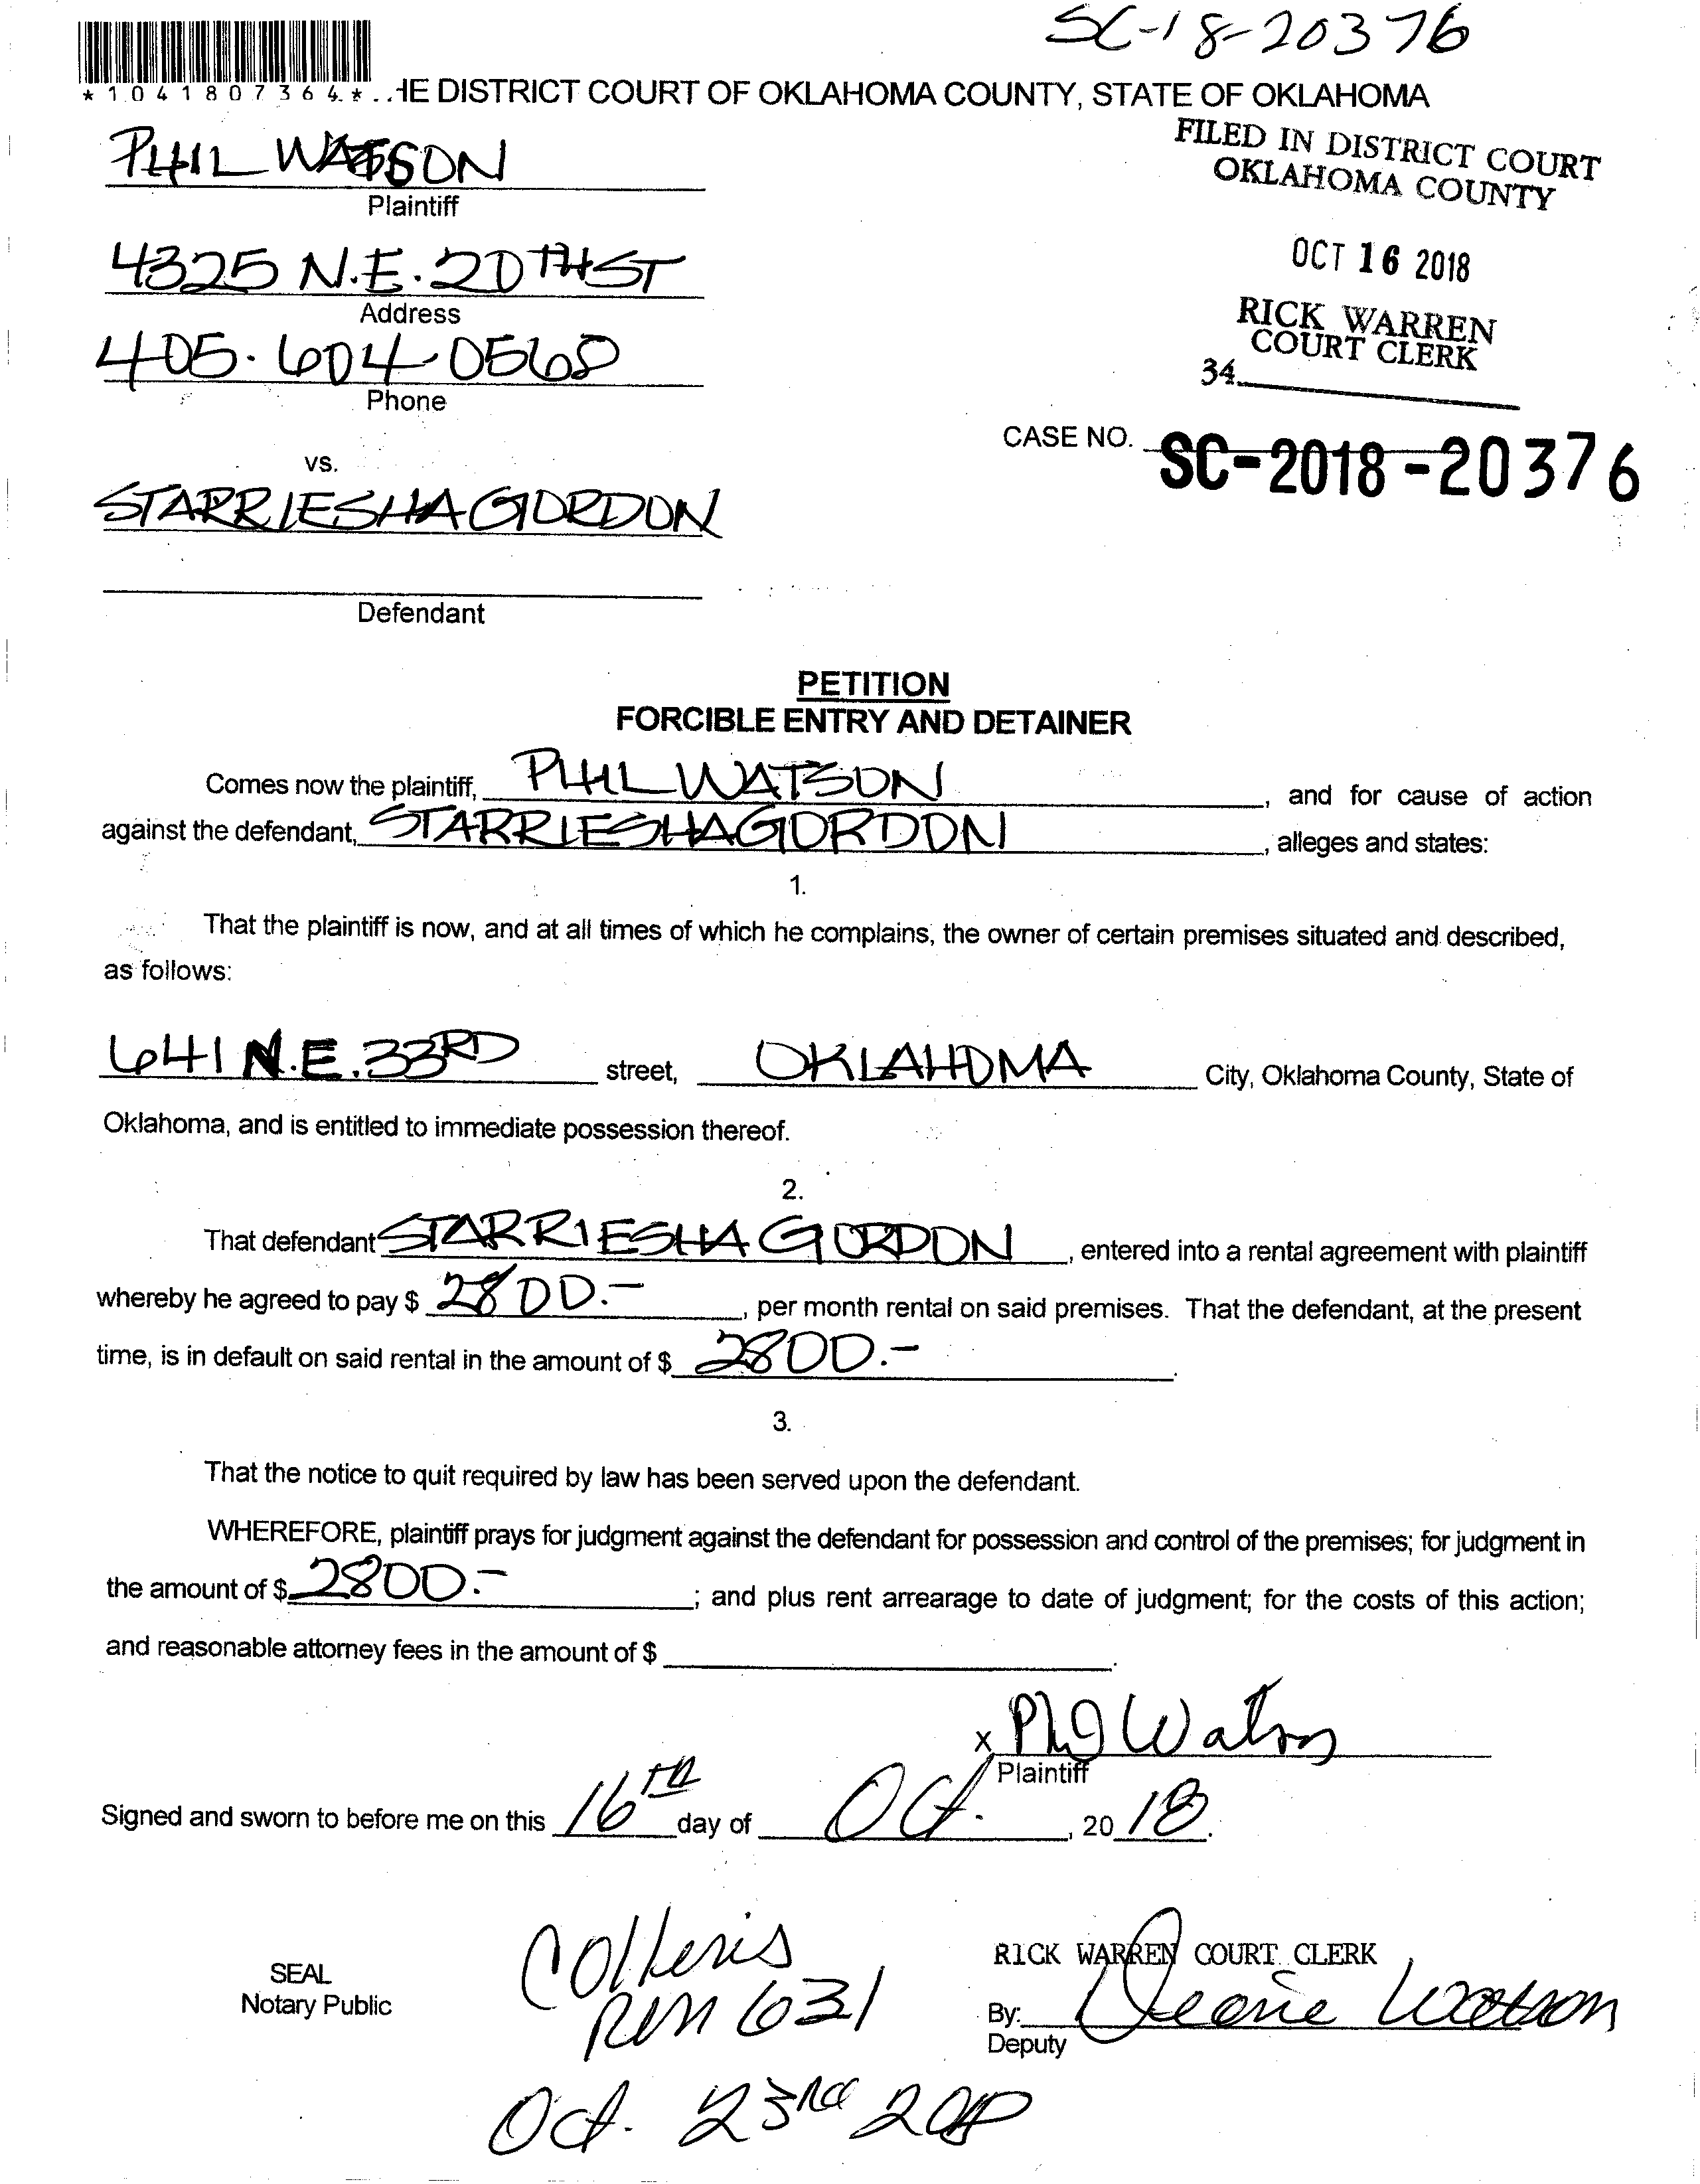 SC-18-20376
* 1 0 4 1 8 0 7 3 6 4 * ..HE DISTRICT COURT OF OKLAHOMA COUNTY, STATE OF OKLAHOMA
FILED IN DISTRICT COURT
OKLAHOMA COUNTY
PHIL WATSON
Plaintiff
4325 N.E. 20TH ST
Address
OCT 16 2018
RICK WARREN
COURT CLERK
34
405.604 0568
Phone
CASE NO. SC-2018-20376
vs.
STARRIESHA GORDON
Defendant
PETITION
FORCIBLE ENTRY AND DETAINER
Comes now the plaintiff, PHIL WATSON, and for cause of action
against the defendant, STARRIESHA GORDON, alleges and states:
1.
That the plaintiff is now, and at all times of which he complains, the owner of certain premises situated and described,
as follows:
641 N.E. 33RD street, OKLAHOMA City, Oklahoma County, State of
Oklahoma, and is entitled to immediate possession thereof.
2.
That defendant STARRIESHA GORDON, entered into a rental agreement with plaintiff
whereby he agreed to pay $ 2800.-, per month rental on said premises. That the defendant, at the present
time, is in default on said rental in the amount of $ 2800.-.
3.
That the notice to quit required by law has been served upon the defendant.
WHEREFORE, plaintiff prays for judgment against the defendant for possession and control of the premises; for judgment in
the amount of $ 2800.-; and plus rent arrearage to date of judgment; for the costs of this action;
and reasonable attorney fees in the amount of $ .
x Phil Watson
Plaintiff
Signed and sworn to before me on this 16TH day of Oct., 2018.
SEAL
Notary Public
RM 631
Oct. 23rd 2018
RICK WARREN COURT CLERK
By: Watson
Deputy